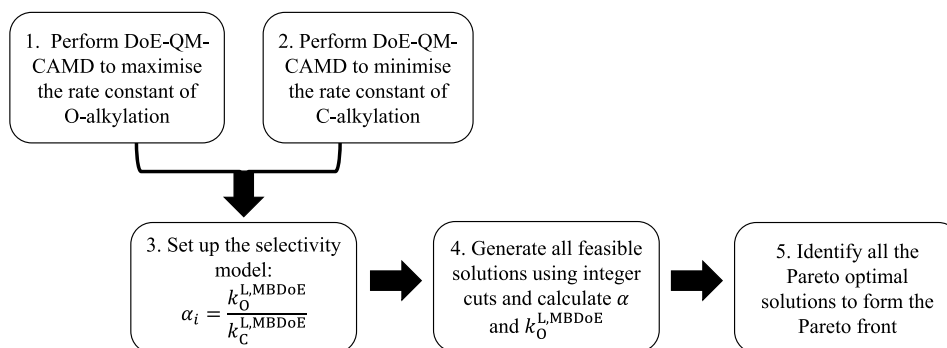 1. Perform DoE-QM-
CAMD to maximise
the rate constant of
O-alkylation
2. Perform DoE-QM-
CAMD to minimise
the rate constant of
C-alkylation
3. Set up the selectivity
model:
α_i = k_O^{L,MBDoE} / k_C^{L,MBDoE}
4. Generate all feasible
solutions using integer
cuts and calculate α
and k_O^{L,MBDoE}
5. Identify all the
Pareto optimal
solutions to form the
Pareto front